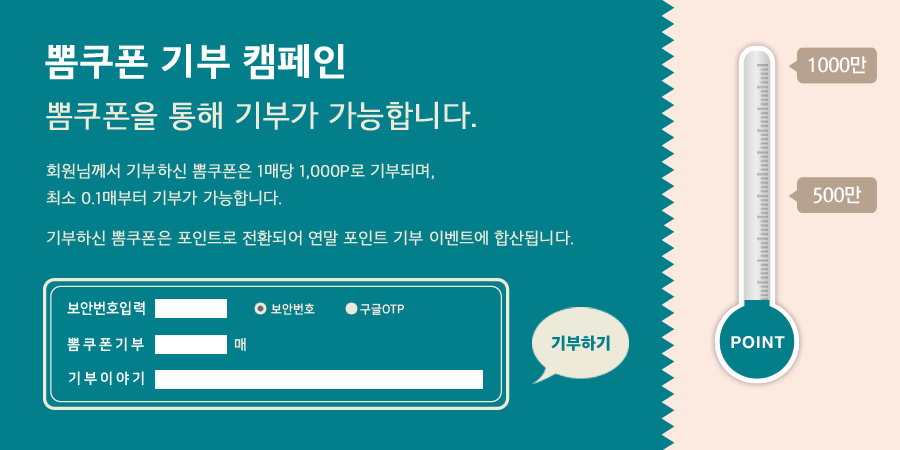 뽐쿠폰 기부 캠페인
뽐쿠폰을 통해 기부가 가능합니다.
회원님께서 기부하신 뽐쿠폰은 1매당 1,000P로 기부되며,
최소 0.1매부터 기부가 가능합니다.
기부하신 뽐쿠폰은 포인트로 전환되어 연말 포인트 기부 이벤트에 합산됩니다.
보안번호입력 보안번호 구글OTP
뽐쿠폰기부 매
기부이야기
기부하기
1000만
500만
POINT